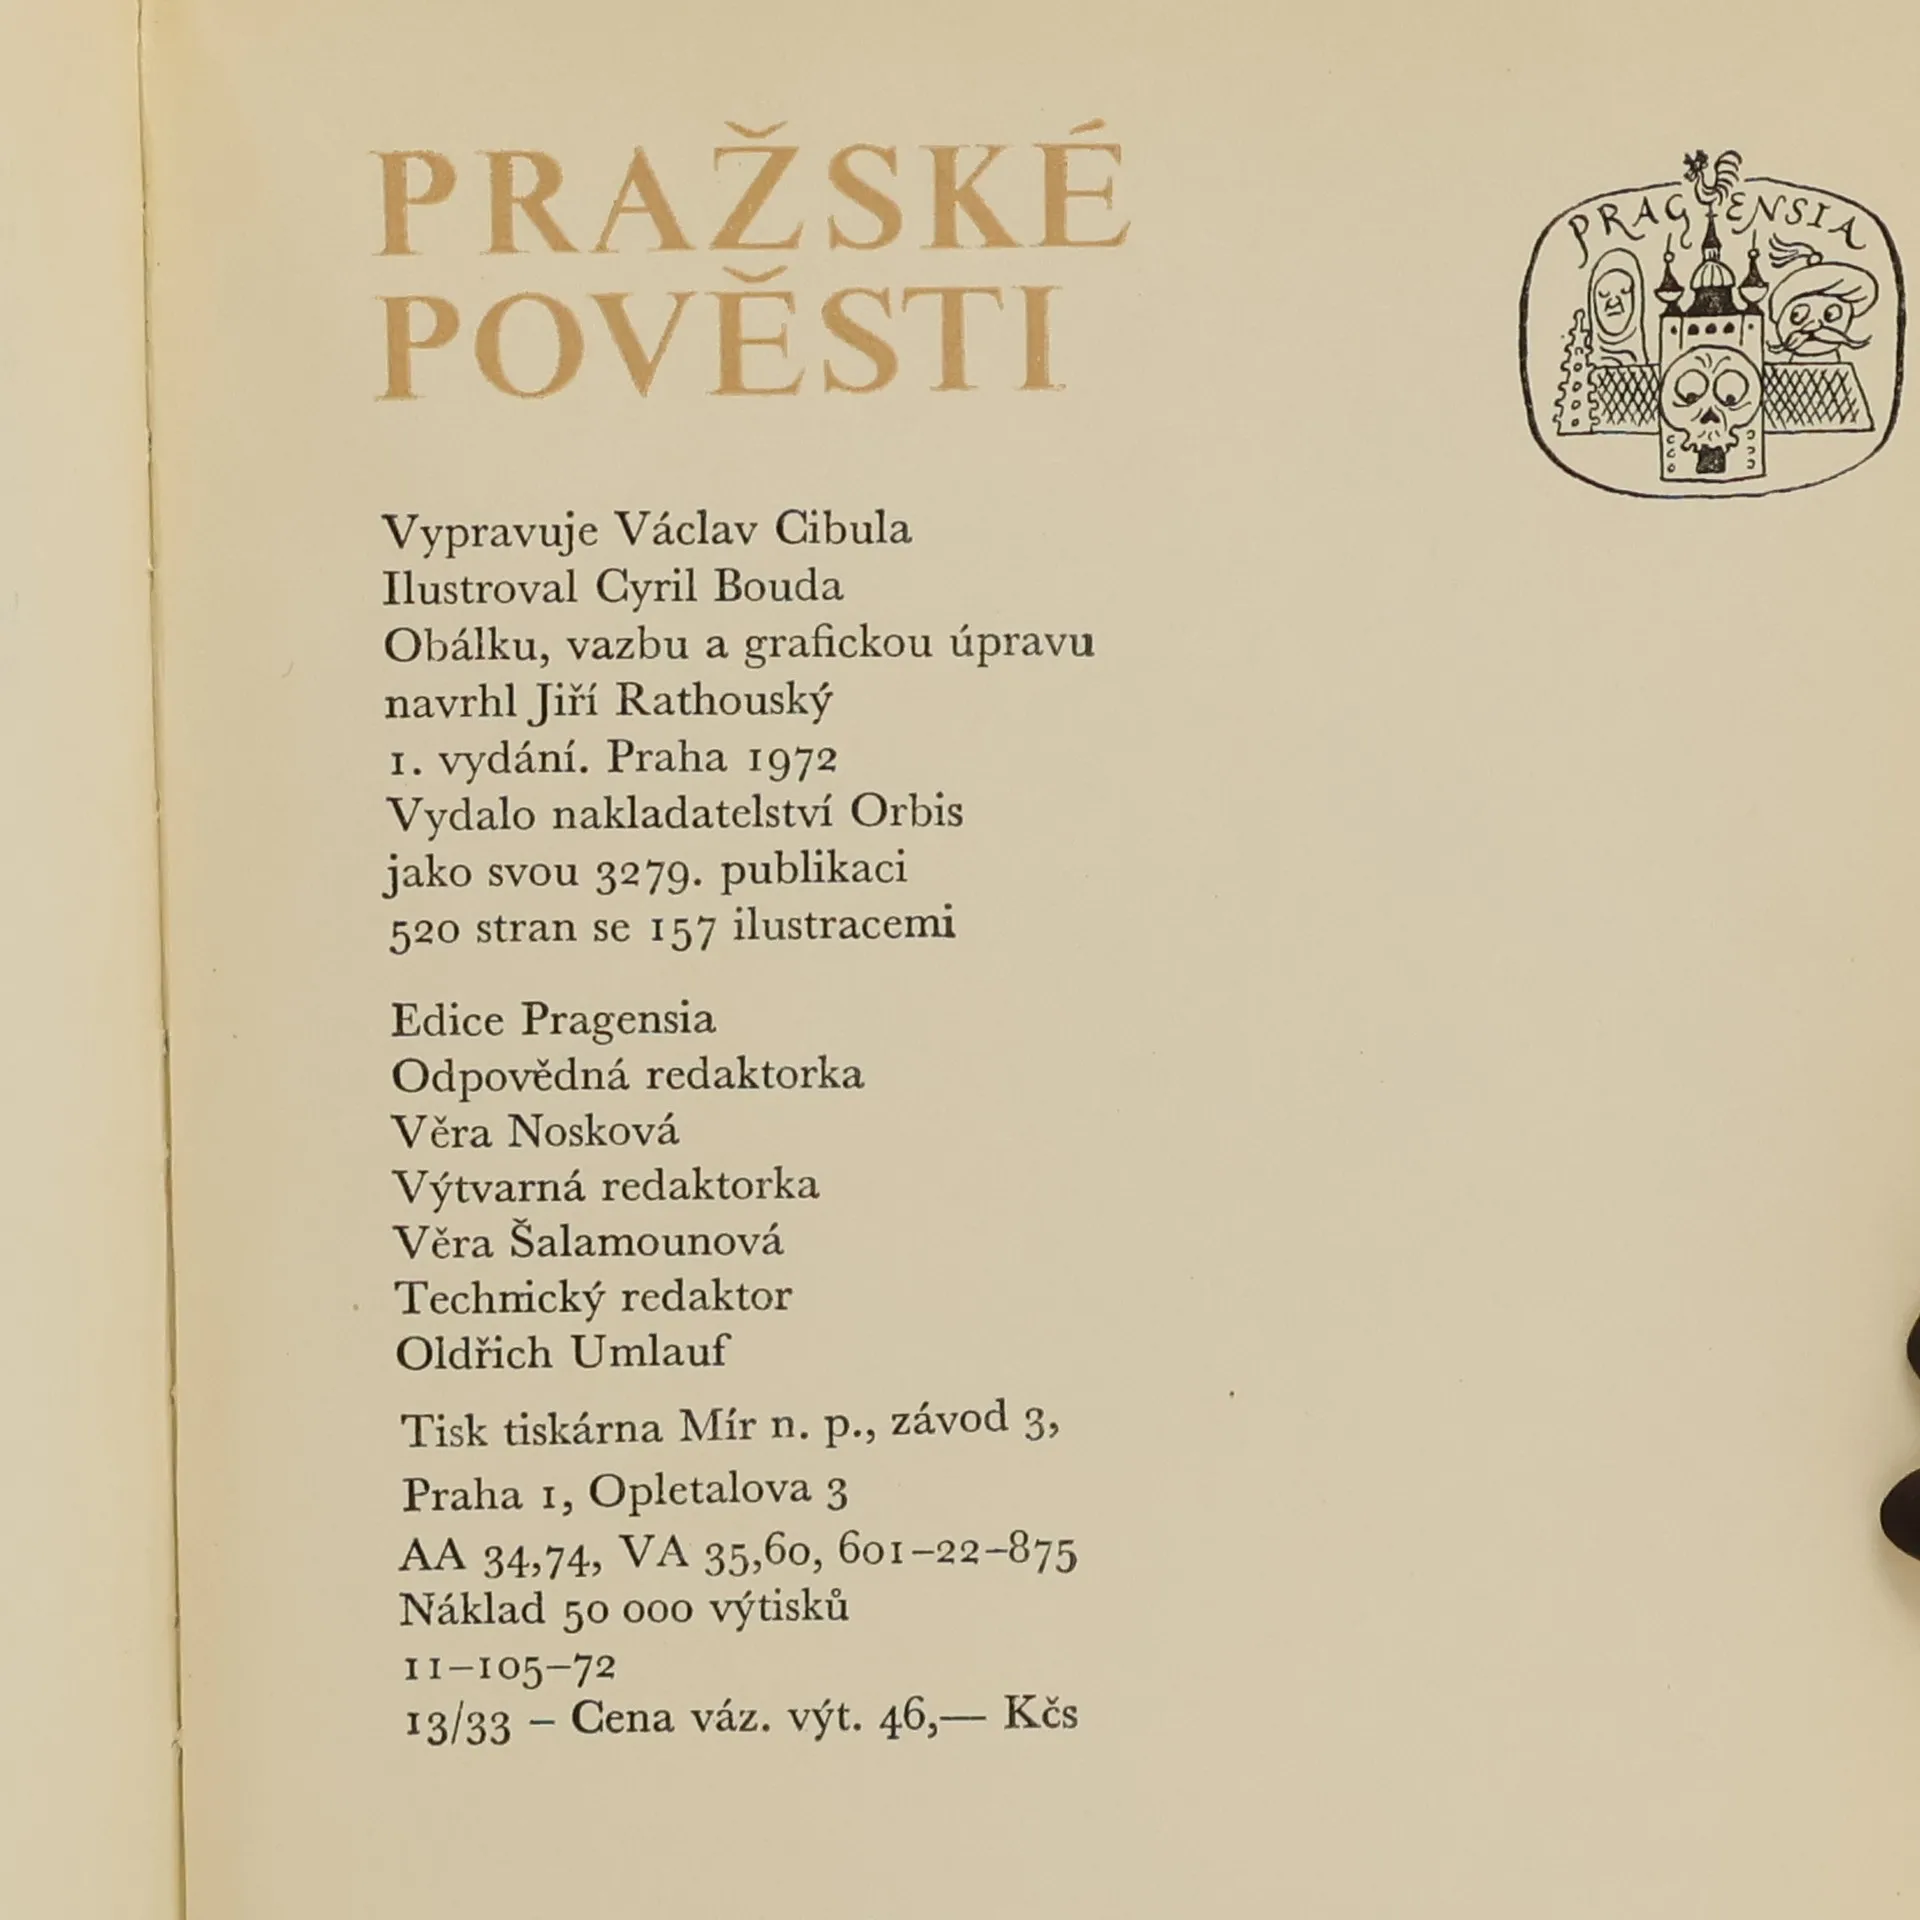 PRAŽSKÉ
POVĚSTI
PRAGENSIA
Vypravuje Václav Cibula
Ilustroval Cyril Bouda
Obálku, vazbu a grafickou úpravu
navrhl Jiří Rathouský
1. vydání. Praha 1972
Vydalo nakladatelství Orbis
jako svou 3279. publikaci
520 stran se 157 ilustracemi
Edice Pragensia
Odpovědná redaktorka
Věra Nosková
Výtvarná redaktorka
Věra Šalamounová
Technický redaktor
Oldřich Umlauf
Tisk tiskárna Mír n. p., závod 3,
Praha 1, Opletalova 3
AA 34,74, VA 35,60, 601–22–875
Náklad 50 000 výtisků
11–105–72
13/33 – Cena váz. výt. 46,— Kčs